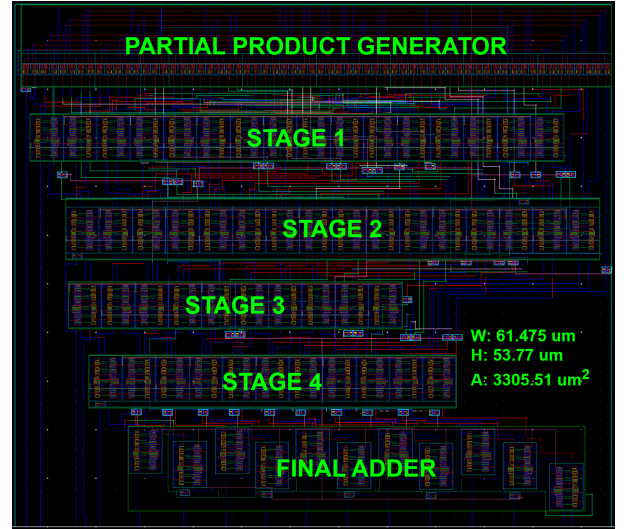 PARTIAL PRODUCT GENERATOR
STAGE 1
STAGE 2
STAGE 3
W: 61.475 um
H: 53.77 um
A: 3305.51 um²
STAGE 4
FINAL ADDER